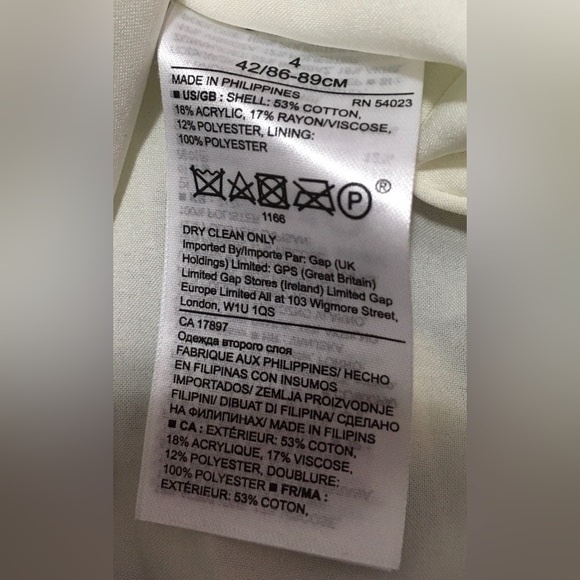 4
42/86-89CM
MADE IN PHILIPPINES RN 54023
■ US/GB : SHELL: 53% COTTON,
18% ACRYLIC, 17% RAYON/VISCOSE,
12% POLYESTER, LINING:
100% POLYESTER
P ®
1166
DRY CLEAN ONLY
Imported By/Importe Par: Gap (UK
Holdings) Limited: GPS (Great Britain)
Limited Gap Stores (Ireland) Limited Gap
Europe Limited All at 103 Wigmore Street,
London, W1U 1QS
CA 17897
Одежда второго слоя
FABRIQUE AUX PHILIPPINES/ HECHO
EN FILIPINAS CON INSUMOS
IMPORTADOS/ ZEMLJA PROIZVODNJE
FILIPINI/ DIBUAT DI FILIPINA/ СДЕЛАНО
НА ФИЛИПИНАХ/ MADE IN FILIPINS
■ CA : EXTÉRIEUR: 53% COTON,
18% ACRYLIQUE, 17% VISCOSE,
12% POLYESTER, DOUBLURE:
100% POLYESTER ■ FR/MA :
EXTÉRIEUR: 53% COTON,